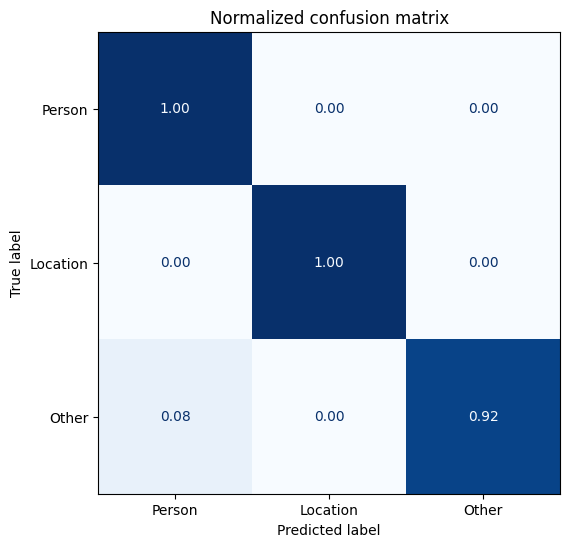 Normalized confusion matrix
True label
Person
1.00 0.00 0.00
Location
0.00 1.00 0.00
Other
0.08 0.00 0.92
Person Location Other
Predicted label